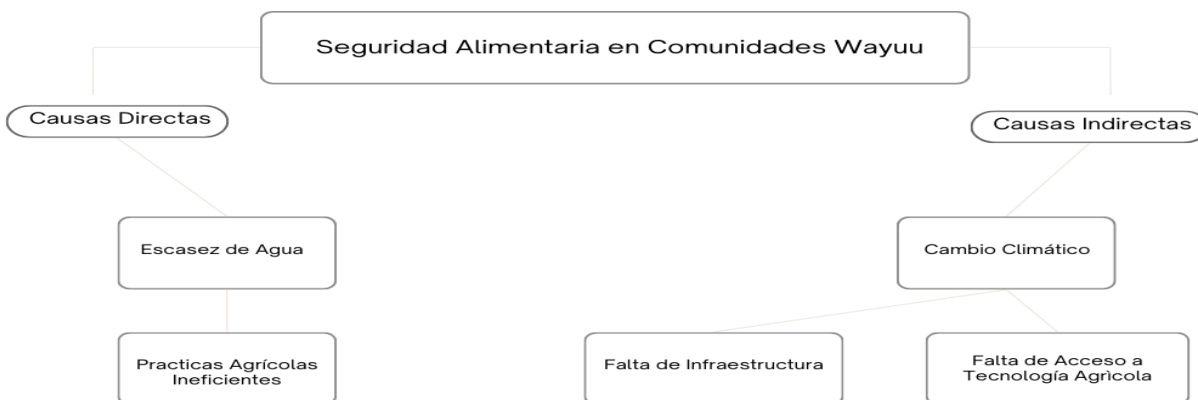 Seguridad Alimentaria en Comunidades Wayuu
Causas Directas
Causas Indirectas
Escasez de Agua
Cambio Climático
Practicas Agrícolas
Ineficientes
Falta de Infraestructura
Falta de Acceso a
Tecnología Agrìcola